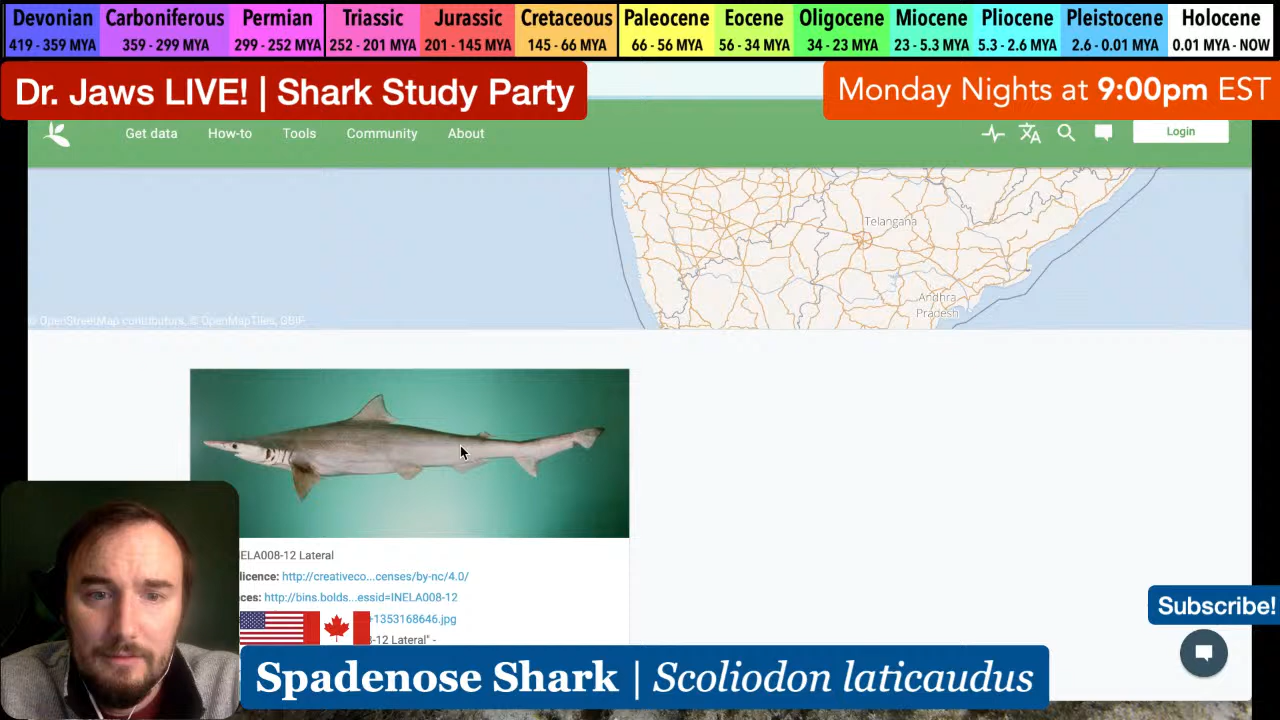 Devonian Carboniferous Permian Triassic Jurassic Cretaceous Paleocene Eocene Oligocene Miocene Pliocene Pleistocene Holocene
419 - 359 MYA 359 - 299 MYA 299 - 252 MYA 252 - 201 MYA 201 - 145 MYA 145 - 66 MYA 66 - 56 MYA 56 - 34 MYA 34 - 23 MYA 23 - 5.3 MYA 5.3 - 2.6 MYA 2.6 - 0.01 MYA 0.01 MYA - NOW
Dr. Jaws LIVE! | Shark Study Party
Monday Nights at 9:00pm EST
Get data How-to Tools Community About Login
Telangana
Andhra
Pradesh
© OpenStreetMap contributors, © OpenMapTiles, GBIF
ELA008-12 Lateral
licence: http://creativeco...censes/by-nc/4.0/
ces: http://bins.bolds...essid=INELA008-12
1353168646.jpg
-12 Lateral" -
Subscribe!
Spadenose Shark | Scoliodon laticaudus